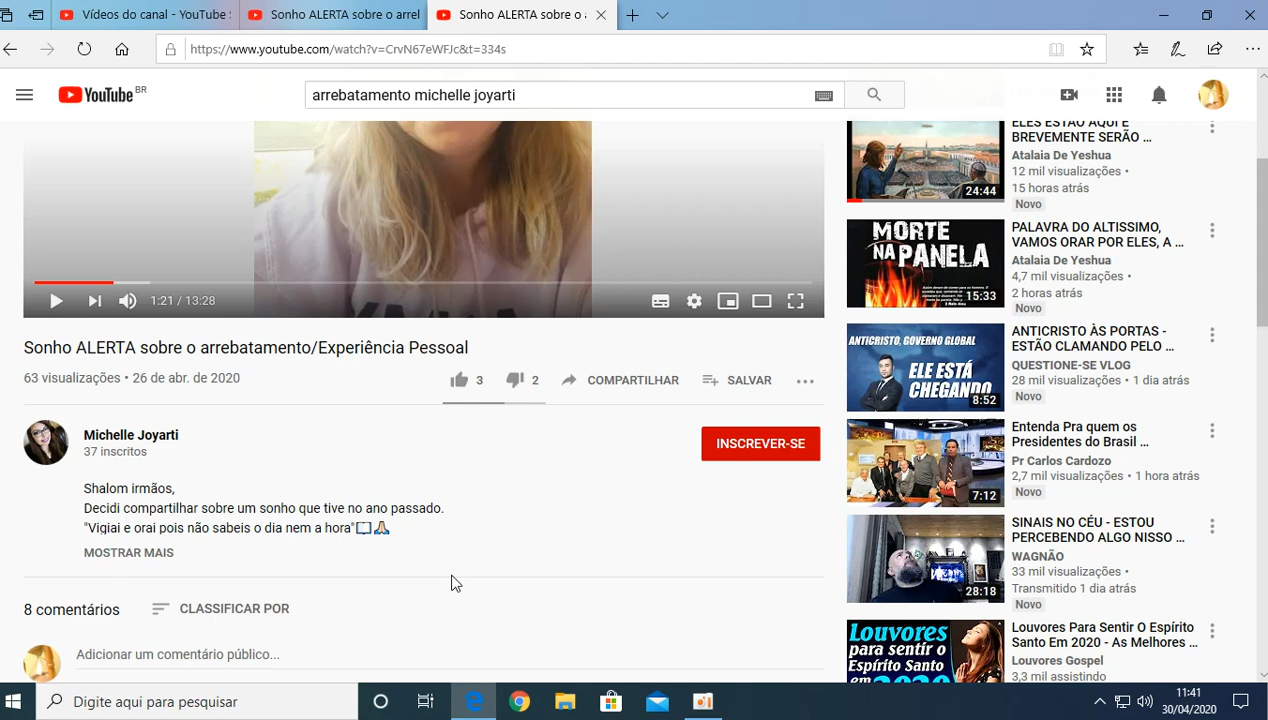 Vídeos do canal - YouTube
Sonho ALERTA sobre o arrel
Sonho ALERTA sobre o a
https://www.youtube.com/watch?v=CrvN67eWFJc&t=334s
YouTube BR
arrebatamento michelle joyarti
1:21 / 13:28
Sonho ALERTA sobre o arrebatamento/Experiência Pessoal
63 visualizações • 26 de abr. de 2020
3
2
COMPARTILHAR
SALVAR
Michelle Joyarti
37 inscritos
INSCREVER-SE
Shalom irmãos,
Decidi compartilhar sobre um sonho que tive no ano passado.
"Vigiai e orai pois não sabeis o dia nem a hora"📖🙏🏼
MOSTRAR MAIS
8 comentários
CLASSIFICAR POR
Adicionar um comentário público...
ELES ESTÃO AQUI E
BREVEMENTE SERÃO ...
Atalaia De Yeshua
12 mil visualizações •
15 horas atrás
Novo
24:44
MORTE
NA PANELA
15:33
PALAVRA DO ALTISSIMO,
VAMOS ORAR POR ELES, A ...
Atalaia De Yeshua
4,7 mil visualizações •
2 horas atrás
Novo
ANTICRISTO, GOVERNO GLOBAL
ELE ESTÁ
CHEGANDO
8:52
ANTICRISTO ÀS PORTAS -
ESTÃO CLAMANDO PELO ...
QUESTIONE-SE VLOG
28 mil visualizações • 1 dia atrás
Novo
7:12
Entenda Pra quem os
Presidentes do Brasil ...
Pr Carlos Cardozo
2,7 mil visualizações • 1 hora atrás
Novo
28:18
SINAIS NO CÉU - ESTOU
PERCEBENDO ALGO NISSO ...
WAGNÃO
33 mil visualizações •
Transmitido 1 dia atrás
Novo
Louvores
para sentir o
Espírito Santo
em 2020
Louvores Para Sentir O Espírito
Santo Em 2020 - As Melhores ...
Louvores Gospel
3,3 mil assistindo
Digite aqui para pesquisar
11:41
30/04/2020